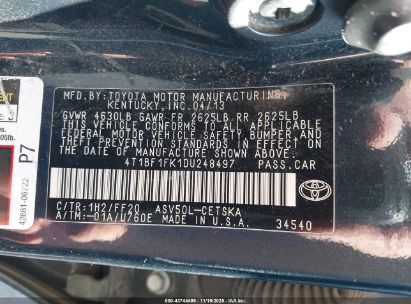 MFD.BY:TOYOTA MOTOR MANUFACTURING,
KENTUCKY, INC. 04/13
GVWR 4630LB GAWR-FR 2625LB RR 2625LB
THIS VEHICLE CONFORMS TO ALL APPLICABLE
FEDERAL MOTOR VEHICLE SAFETY, BUMPER, AND
THEFT PREVENTION STANDARDS IN EFFECT ON
THE DATE OF MANUFACTURE SHOWN ABOVE.
4T1BF1FK1DU248497 PASS.CAR
C/TR:1H2/FF20 ASV50L-CETSKA
A/TM:-01A/U760E MADE IN U.S.A.
34540
P7
42661-06722